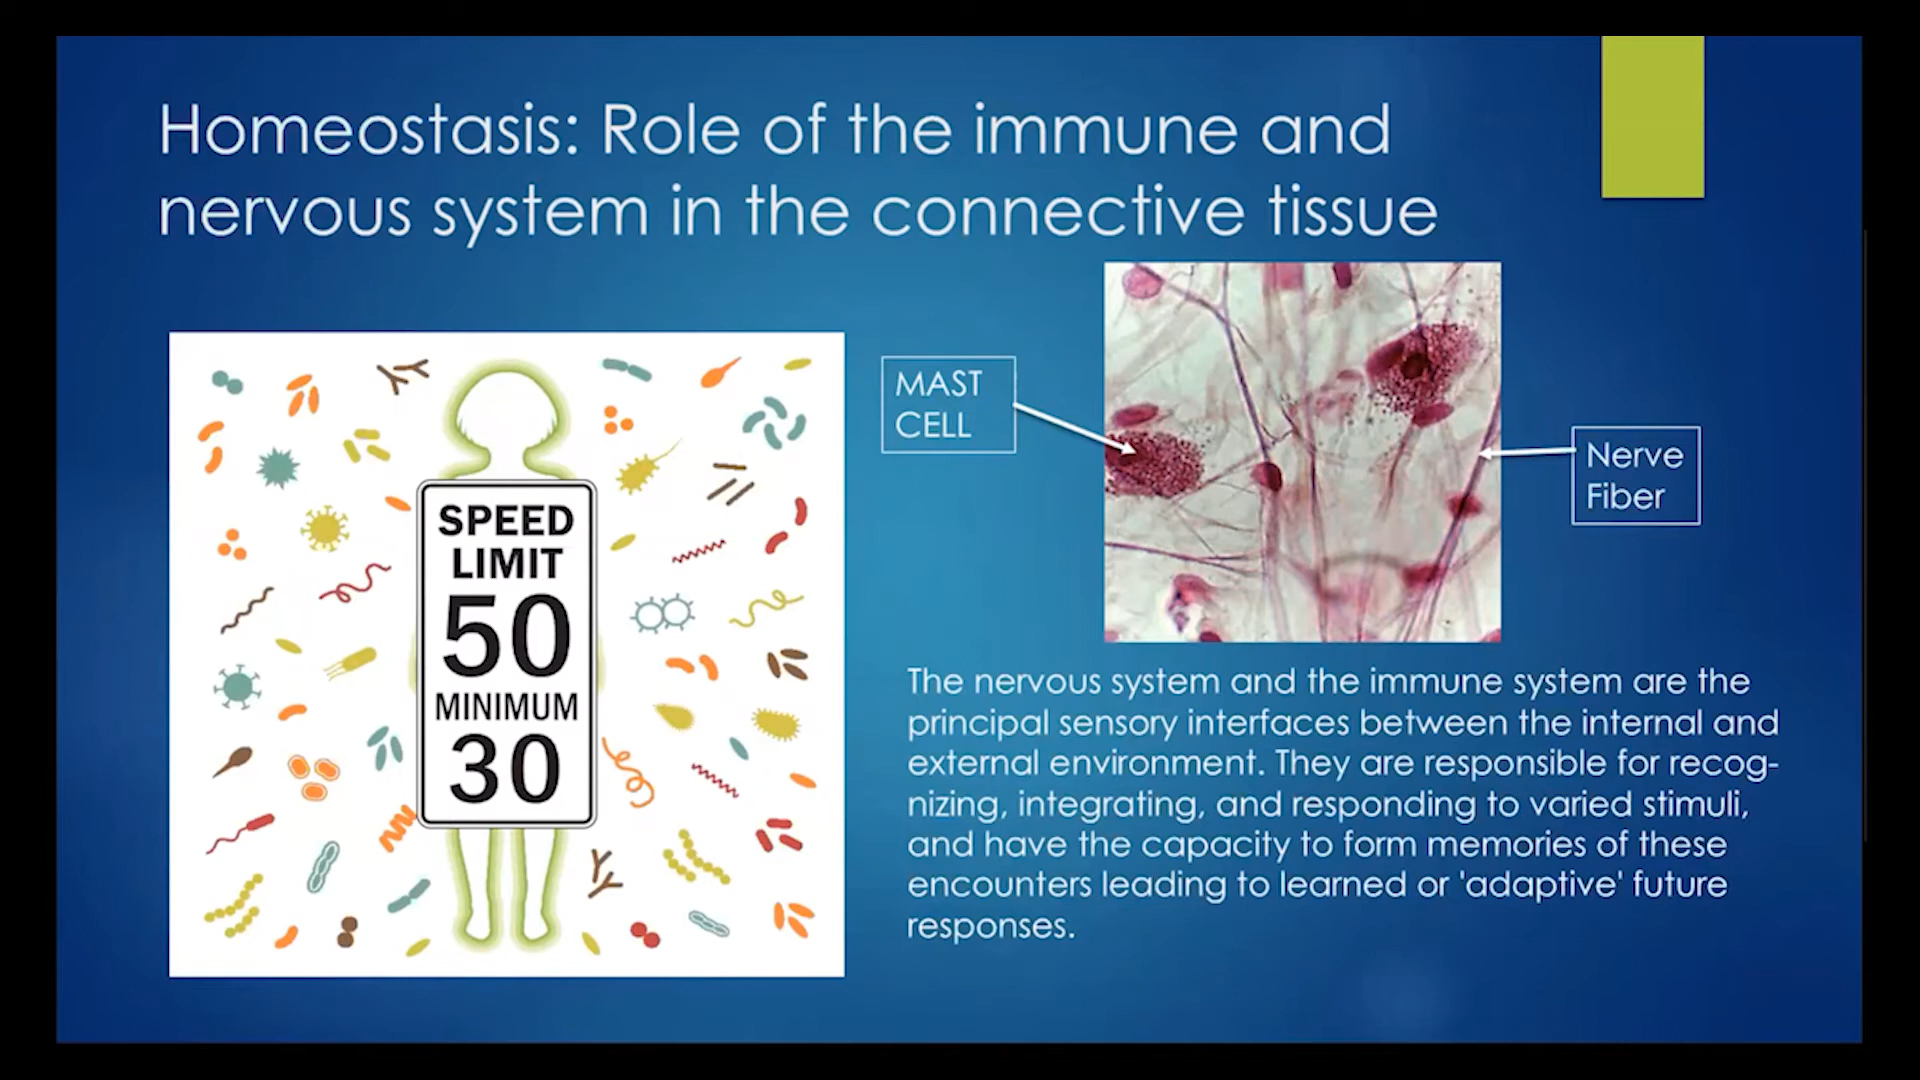 Homeostasis: Role of the immune and
nervous system in the connective tissue
SPEED
LIMIT
50
MINIMUM
30
MAST
CELL
Nerve
Fiber
The nervous system and the immune system are the
principal sensory interfaces between the internal and
external environment. They are responsible for recog-
nizing, integrating, and responding to varied stimuli,
and have the capacity to form memories of these
encounters leading to learned or 'adaptive' future
responses.